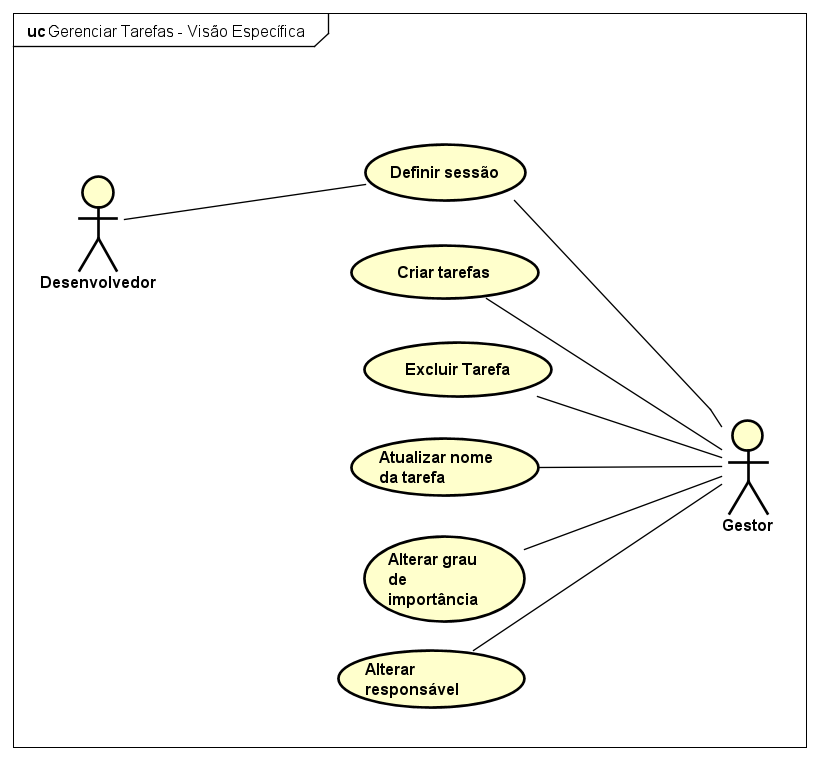 uc Gerenciar Tarefas - Visão Específica
Definir sessão
Desenvolvedor
Criar tarefas
Excluir Tarefa
Atualizar nome
da tarefa
Gestor
Alterar grau
de
importância
Alterar
responsável